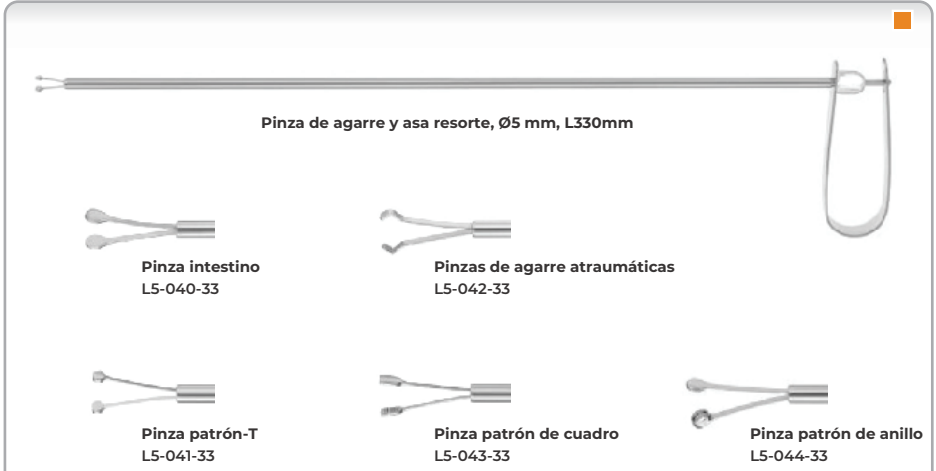 Pinza de agarre y asa resorte, Ø5 mm, L330mm
Pinza intestino
L5-040-33
Pinzas de agarre atraumáticas
L5-042-33
Pinza patrón-T
L5-041-33
Pinza patrón de cuadro
L5-043-33
Pinza patrón de anillo
L5-044-33